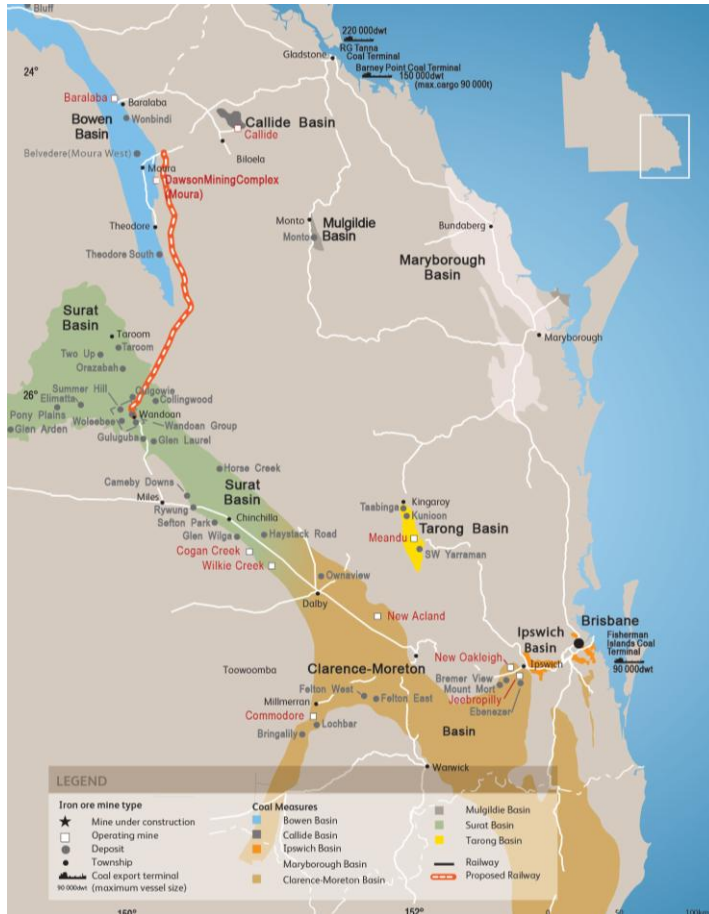 Bluff
220 000dwt
RG Tanna
Coal Terminal
Gladstone
Barney Point Coal Terminal
150 000dwt
(max.cargo 90 000t)
24°
Baralaba
Baralaba
Wonbindi
Bowen
Basin
Callide Basin
Callide
Biloela
Belvedere(Moura West)
Moura
DawsonMiningComplex
(Moura)
Theodore
Theodore South
Monto
Monto
Mulgildie
Basin
Bundaberg
Maryborough
Basin
Maryborough
Surat
Basin
Taroom
Taroom
Two Up
Orazabah
26°
Summer Hill
Elimatta
Pony Plains
Glen Arden
Woleebee
Guluguba
Culgowie
Collingwood
Wandoan
Wandoan Group
Glen Laurel
Horse Creek
Surat
Basin
Cameby Downs
Miles
Rywung
Sefton Park
Chinchilla
Glen Wilga
Haystack Road
Cogan Creek
Wilkie Creek
Kingaroy
Taabinga
Kunioon
Tarong Basin
Meandu
SW Yarraman
Ownaview
Dalby
New Acland
Brisbane
Fisherman
Islands Coal
Terminal
90 000dwt
Ipswich
Basin
New Oakleigh
Ipswich
Bremer View
Mount Mort
Jeebropilly
Ebenezer
Toowoomba
Clarence-Moreton
Basin
Felton West
Felton East
Millmerran
Commodore
Lochbar
Bringalily
Warwick
LEGEND
Iron ore mine type
Mine under construction
Operating mine
Deposit
Township
Coal export terminal
90 000dwt (maximum vessel size)
Coal Measures
Bowen Basin
Callide Basin
Ipswich Basin
Maryborough Basin
Clarence-Moreton Basin
Mulgildie Basin
Surat Basin
Tarong Basin
Railway
Proposed Railway
150°
152°
0
50
100km